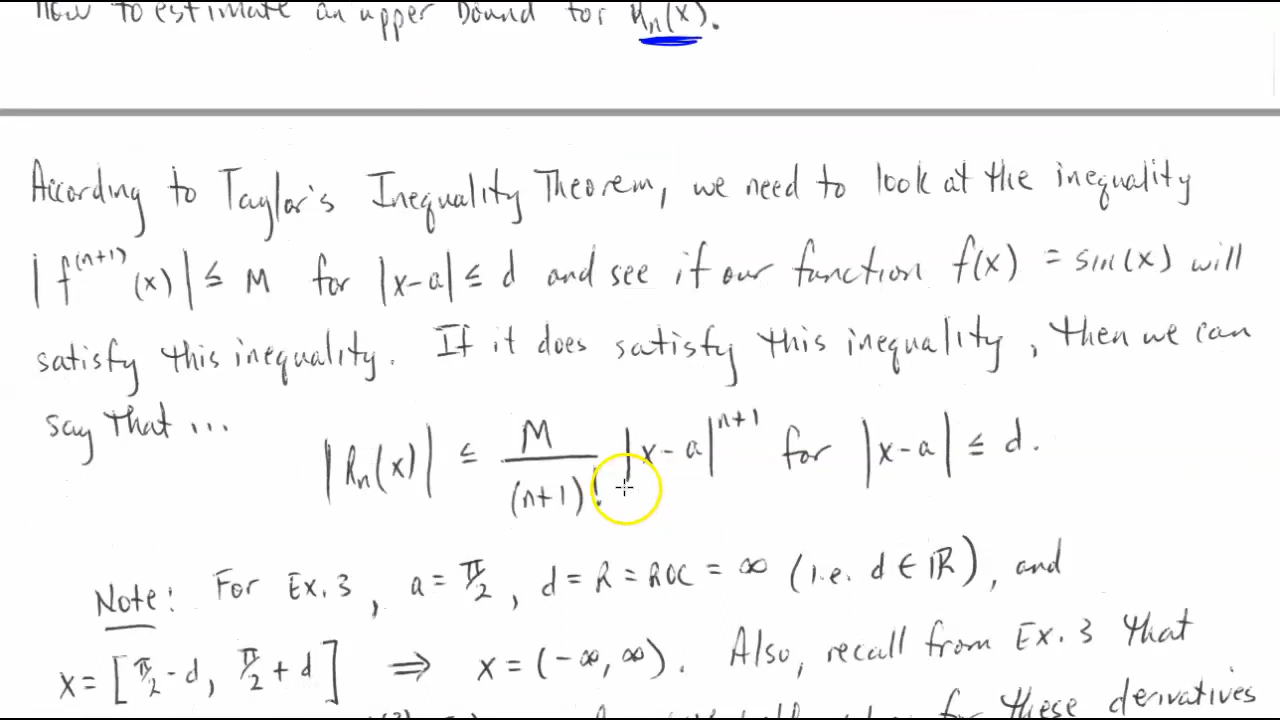 to estimate an upper bound for Rn(x).
According to Taylor's Inequality Theorem, we need to look at the inequality
|f^(n+1)(x)| ≤ M for |x-a| ≤ d and see if our function f(x) = sin(x) will
satisfy this inequality. If it does satisfy this inequality, then we can
say that...
|Rn(x)| ≤ M/(n+1)! |x-a|^n+1 for |x-a| ≤ d.
Note: For Ex. 3, a = π/2, d = R = ROC = ∞ (i.e. d ∈ ℝ), and
x = [π/2 - d, π/2 + d] ⇒ x = (-∞, ∞). Also, recall from Ex. 3 that
for these derivatives